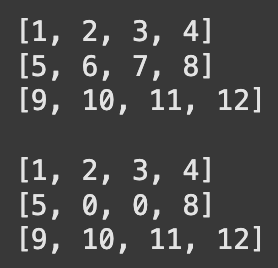 [1, 2, 3, 4]
[5, 6, 7, 8]
[9, 10, 11, 12]
[1, 2, 3, 4]
[5, 0, 0, 8]
[9, 10, 11, 12]